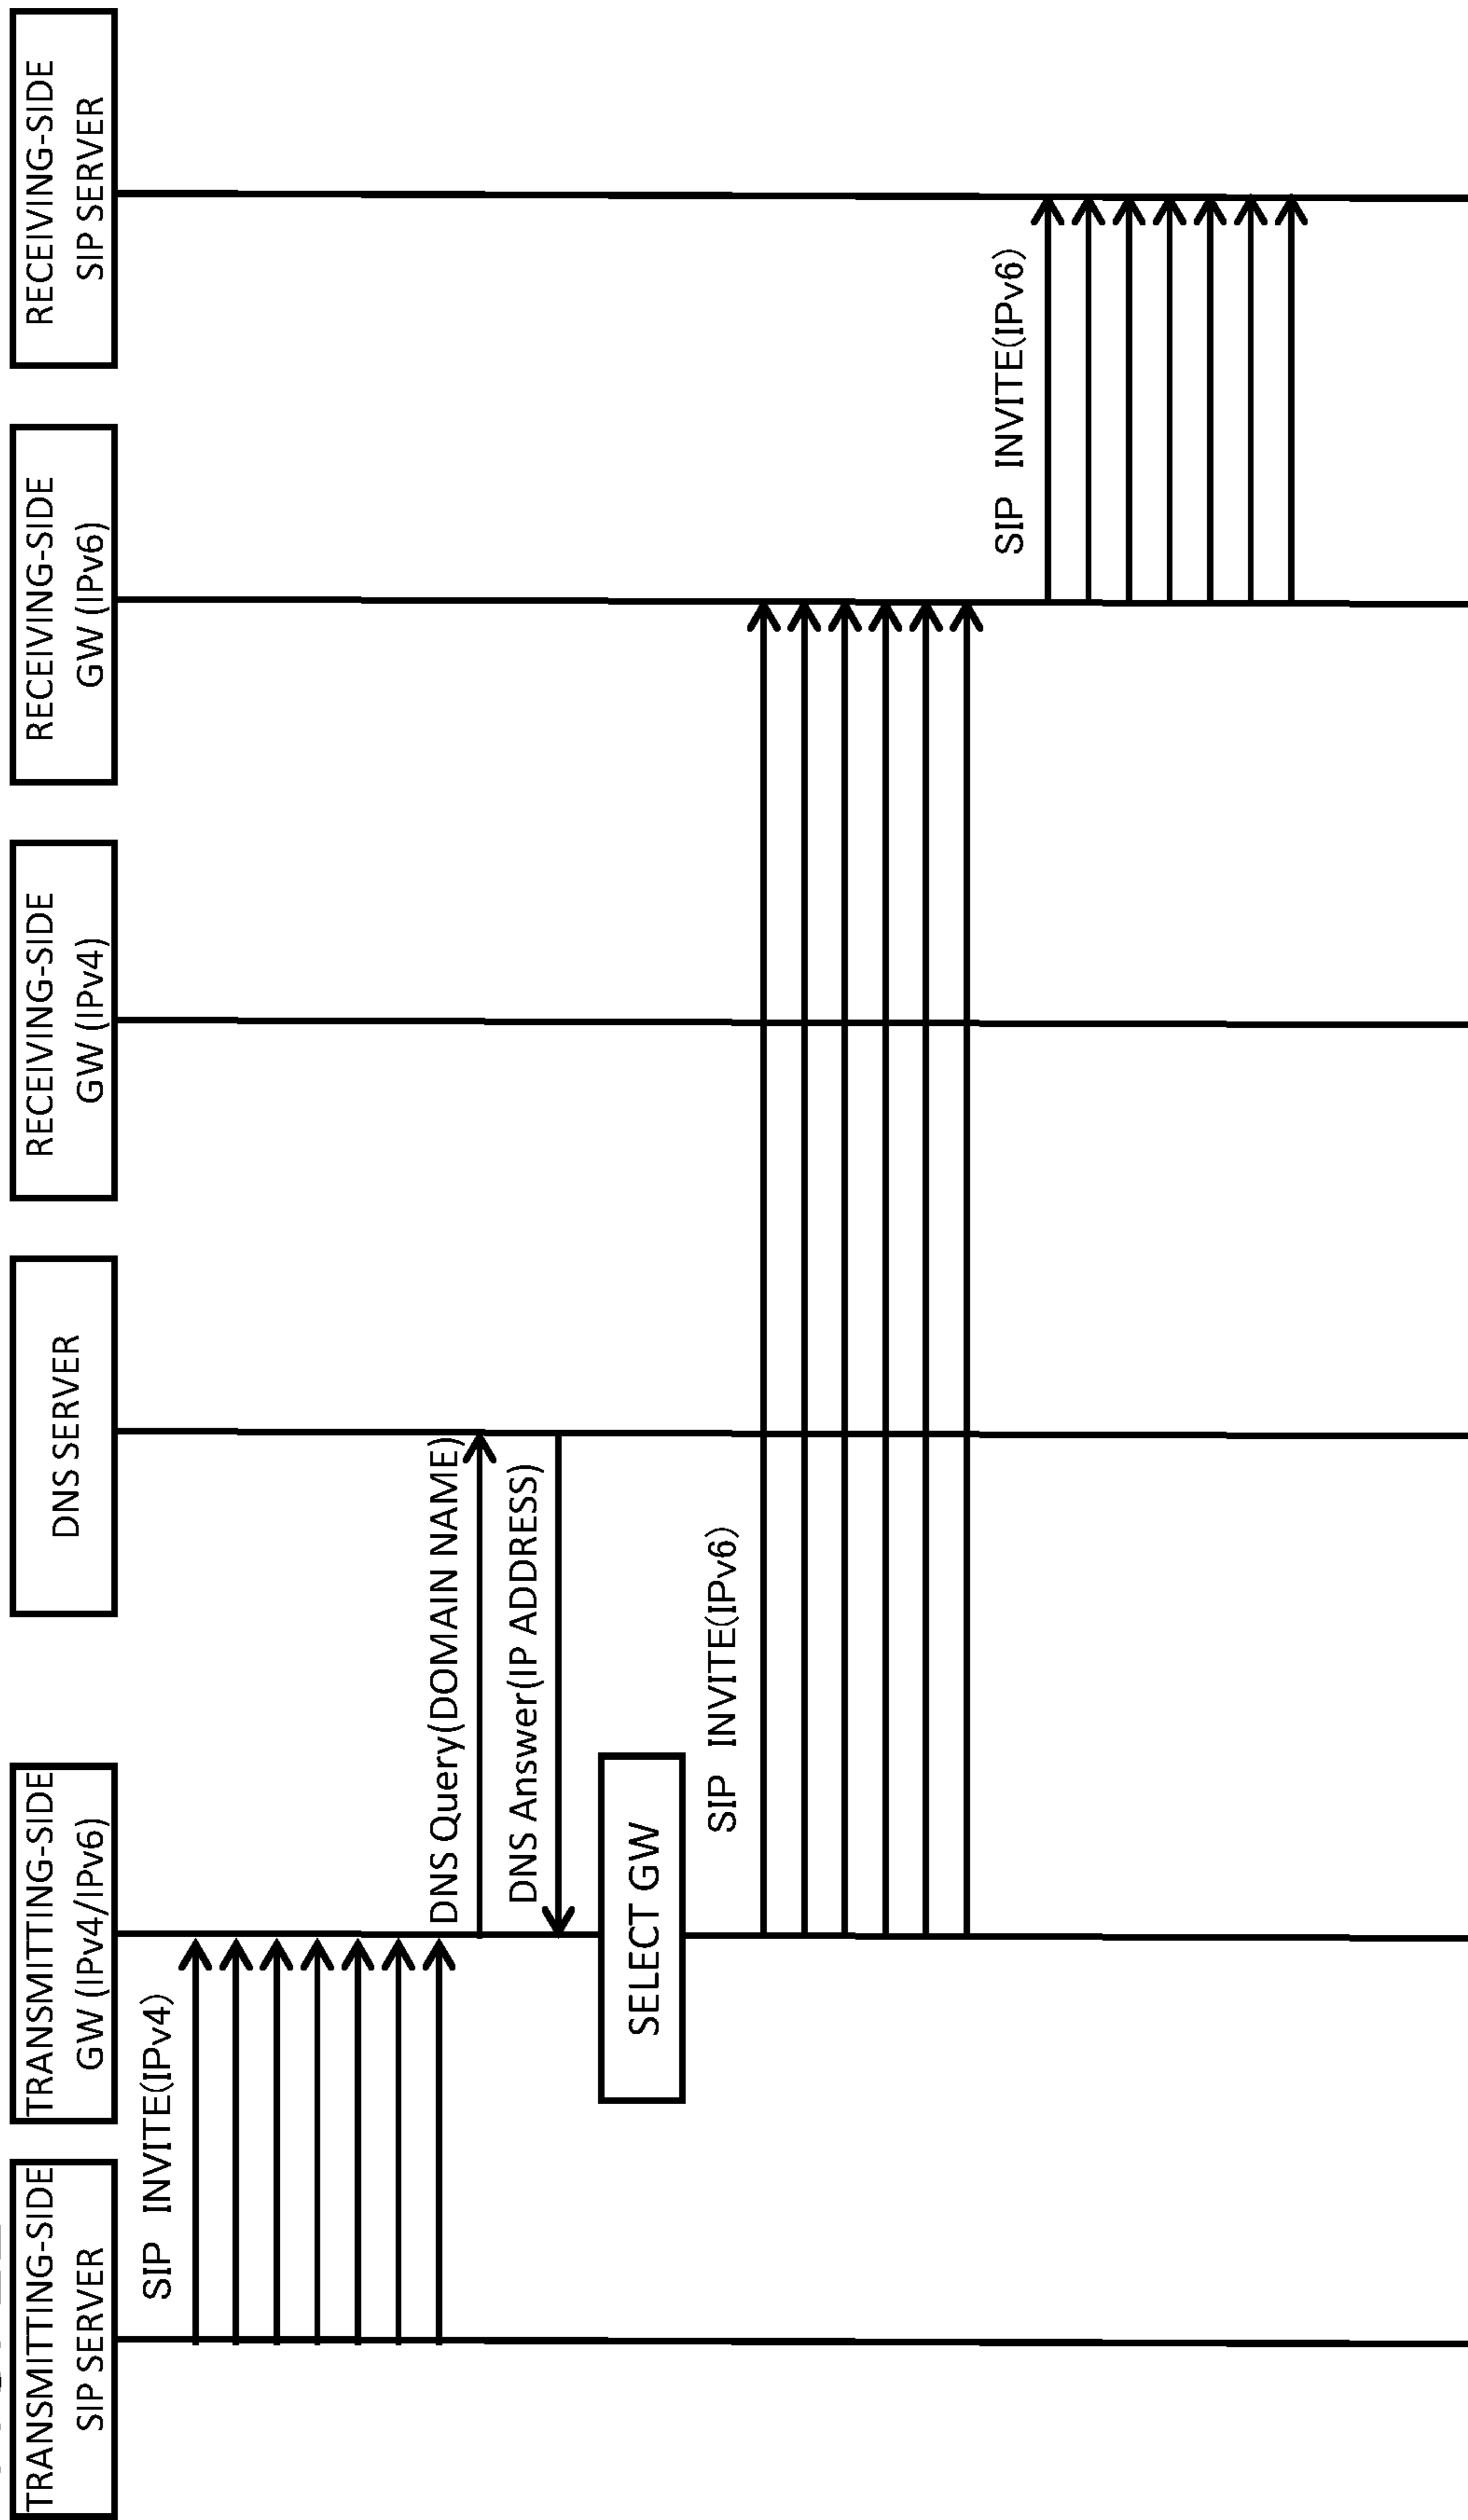 TRANSMITTING-SIDE
SIP SERVER
TRANSMITTING-SIDE
GW (IPv4/IPv6)
DNS SERVER
RECEIVING-SIDE
GW (IPv4)
RECEIVING-SIDE
GW (IPv6)
RECEIVING-SIDE
SIP SERVER
SIP INVITE(IPv4)
DNS Query(DOMAIN NAME)
DNS Answer(IP ADDRESS)
SELECT GW
SIP INVITE(IPv6)
SIP INVITE(IPv6)